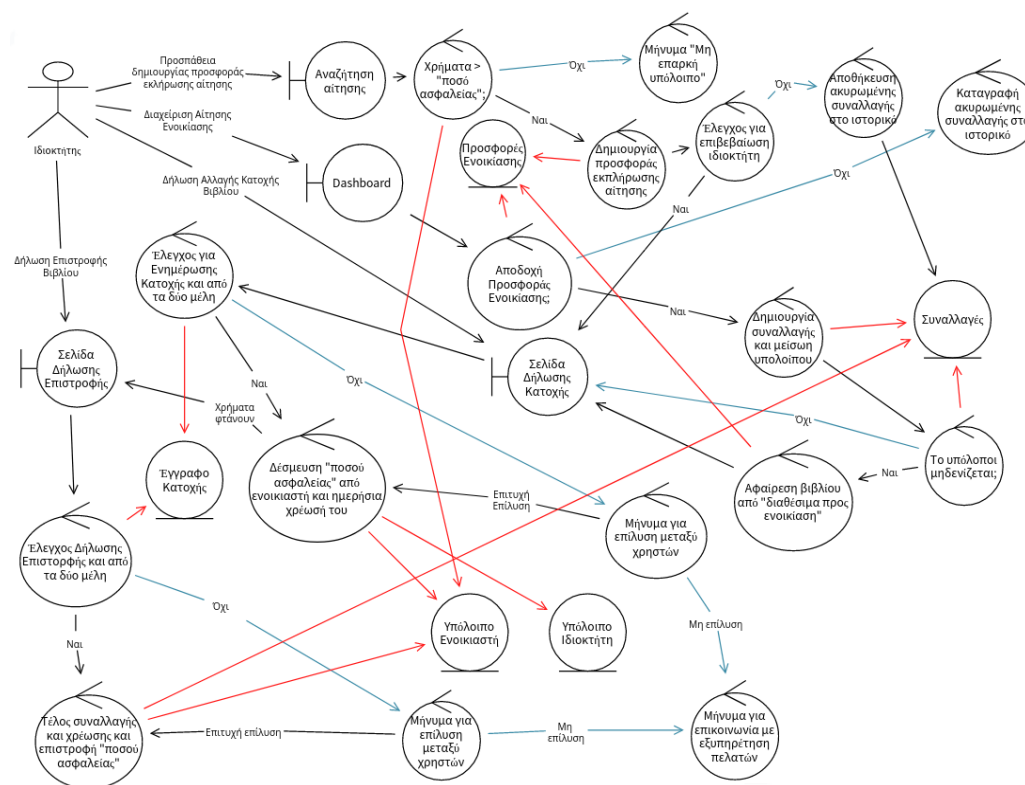 Προσπάθεια
δημιουργίας προσφοράς
εκλήρωσης αίτησης
Αναζήτηση
αίτησης
Χρήματα >
"ποσό
ασφαλείας";
Όχι
Μήνυμα "Μη
επαρκή
υπόλοιπο"
Όχι
Αποθήκευση
ακυρωμένης
συναλλαγής
στο ιστορικό
Καταγραφή
ακυρωμένης
συναλλαγής στο
ιστορικό
Ιδιοκτήτης
Διαχείριση Αίτησης
Ενοικίασης
Ναι
Προσφορές
Ενοικίασης
Δημιουργία
προσφοράς
εκπλήρωσης
αίτησης
Έλεγχος για
επιβεβαίωση
ιδιοκτήτη
Όχι
Δήλωση Αλλαγής Κατοχής
Βιβλίου
Dashboard
Ναι
Δήλωση Επιστροφής
Βιβλίου
Έλεγχος για
Ενημέρωσης
Κατοχής και από
τα δύο μέλη
Αποδοχή
Προσφοράς
Ενοικίασης;
Ναι
Δημιουργία
συναλλαγής
και μείωση
υπολοίπου
Συναλλαγές
Σελίδα
Δήλωσης
Επιστροφής
Ναι
Όχι
Σελίδα
Δήλωσης
Κατοχής
Χρήματα
φτάνουν
Όχι
Έγγραφο
Κατοχής
Δέσμευση "ποσού
ασφαλείας" από
ενοικιαστή και ημερήσια
χρέωσή του
Επιτυχή
Επίλυση
Μήνυμα για
επίλυση μεταξύ
χρηστών
Αφαίρεση βιβλίου
από "διαθέσιμα προς
ενοικίαση"
Ναι
Το υπόλοποι
μηδενίζεται;
Έλεγχος Δήλωσης
Επιστορφής και από
τα δύο μέλη
Όχι
Ναι
Υπόλοιπο
Ενοικιαστή
Υπόλοιπο
Ιδιοκτήτη
Μη επίλυση
Τέλος συναλλαγής
και χρέωσης και
επιστροφή "ποσού
ασφαλείας"
Επιτυχή επίλυση
Μήνυμα για
επίλυση
μεταξύ
χρηστών
Μη
επίλυση
Μήνυμα για
επικοινωνία με
εξυπηρέτηση
πελατών